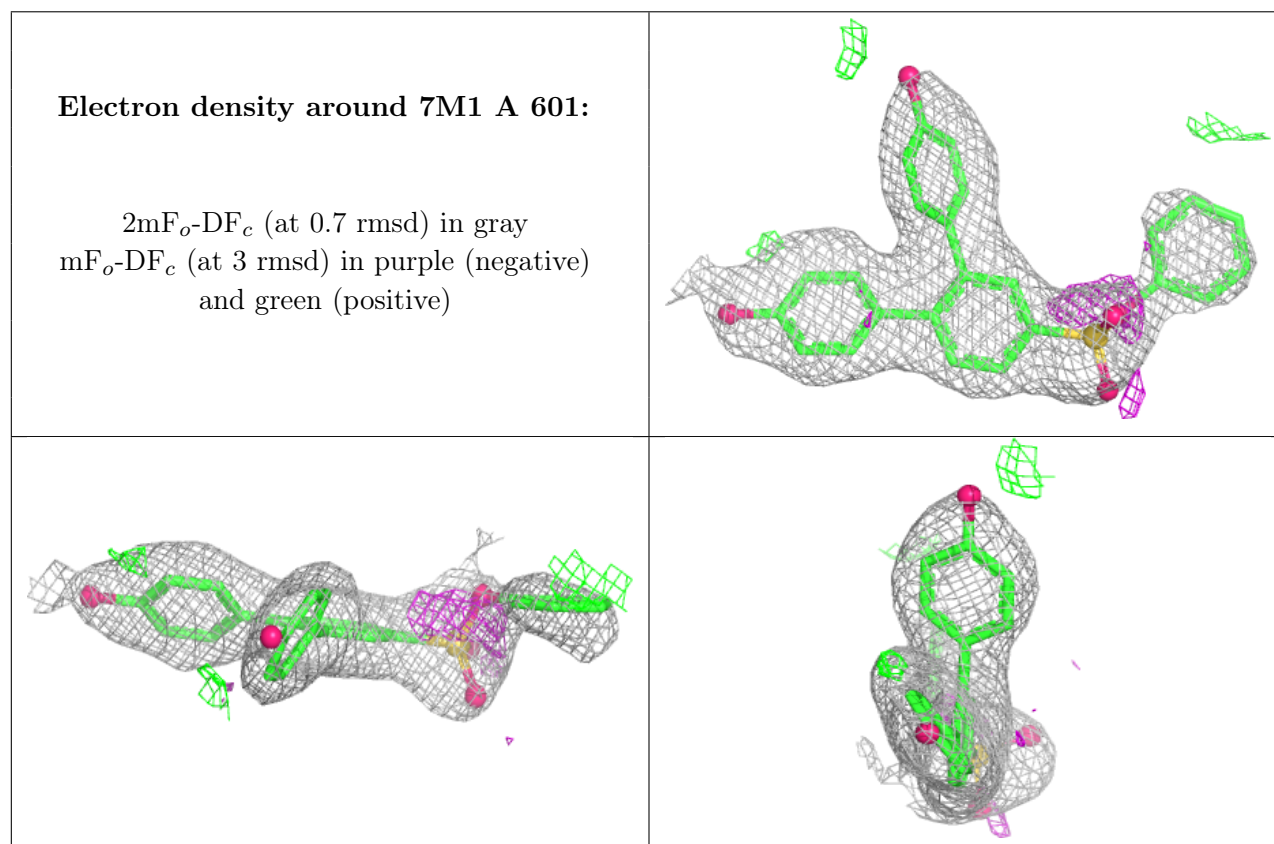 Electron density around 7M1 A 601:
2mFo-DFc (at 0.7 rmsd) in gray
mFo-DFc (at 3 rmsd) in purple (negative)
and green (positive)